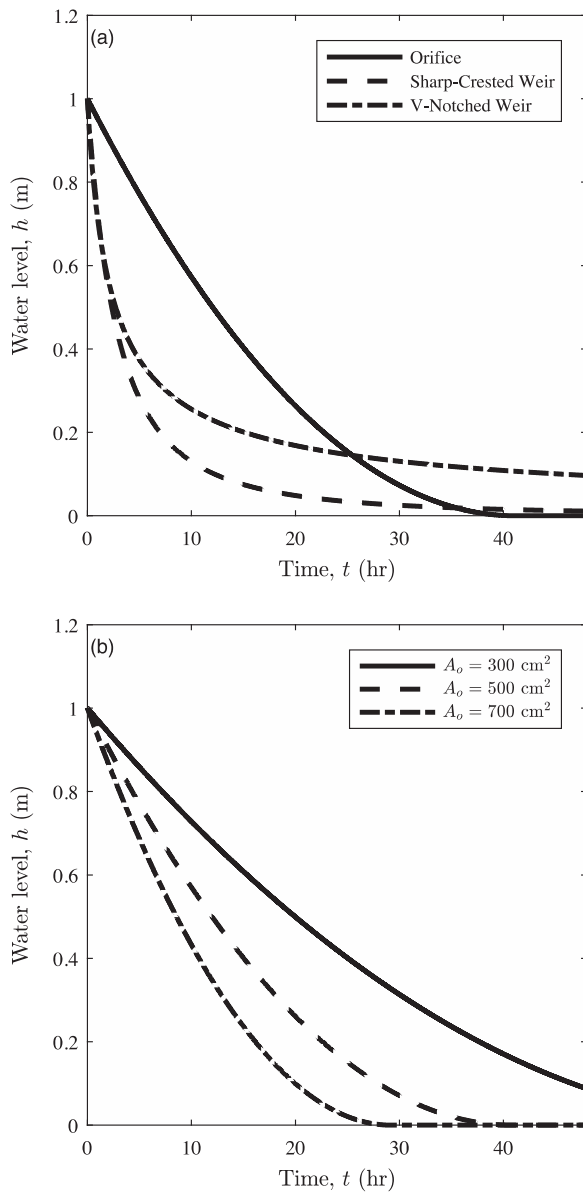 1.2
(a)
Orifice
Sharp-Crested Weir
V-Notched Weir
1
0.8
0.6
0.4
0.2
0
Water level, h (m)
0 10 20 30 40
Time, t (hr)
1.2
(b)
A_o = 300 cm²
A_o = 500 cm²
A_o = 700 cm²
1
0.8
0.6
0.4
0.2
0
Water level, h (m)
0 10 20 30 40
Time, t (hr)